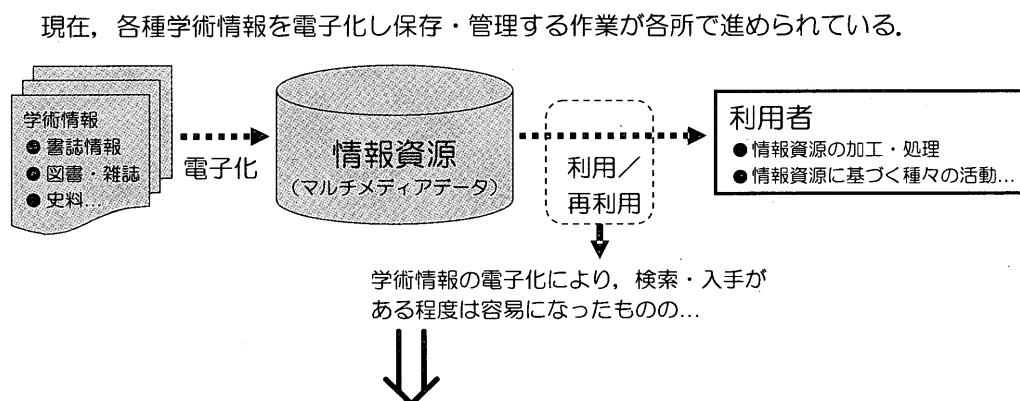 現在，各種学術情報を電子化し保存・管理する作業が各所で進められている．
学術情報
●書誌情報
●図書・雑誌
●史料…
電子化
情報資源
（マルチメディアデータ）
利用／
再利用
利用者
●情報資源の加工・処理
●情報資源に基づく種々の活動…
学術情報の電子化により，検索・入手が
ある程度は容易になったものの…